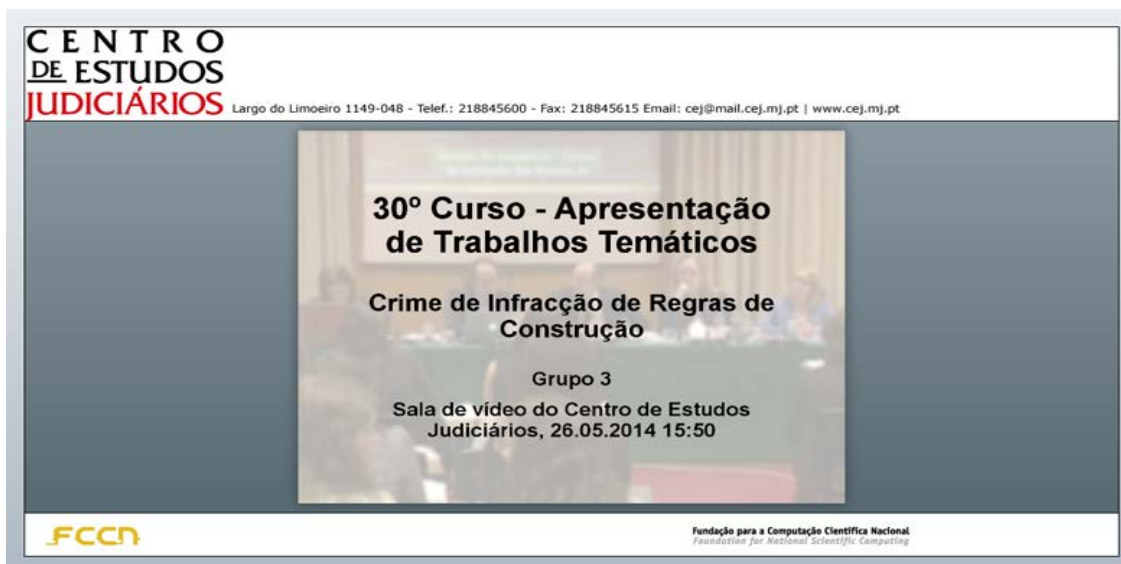 CENTRO
DE ESTUDOS
JUDICIÁRIOS
Largo do Limoeiro 1149-048 - Telef.: 218845600 - Fax: 218845615 Email: cej@mail.cej.mj.pt | www.cej.mj.pt
30º Curso - Apresentação
de Trabalhos Temáticos
Crime de Infracção de Regras de
Construção
Grupo 3
Sala de vídeo do Centro de Estudos
Judiciários, 26.05.2014 15:50
FCCN
Fundação para a Computação Científica Nacional
Foundation for National Scientific Computing